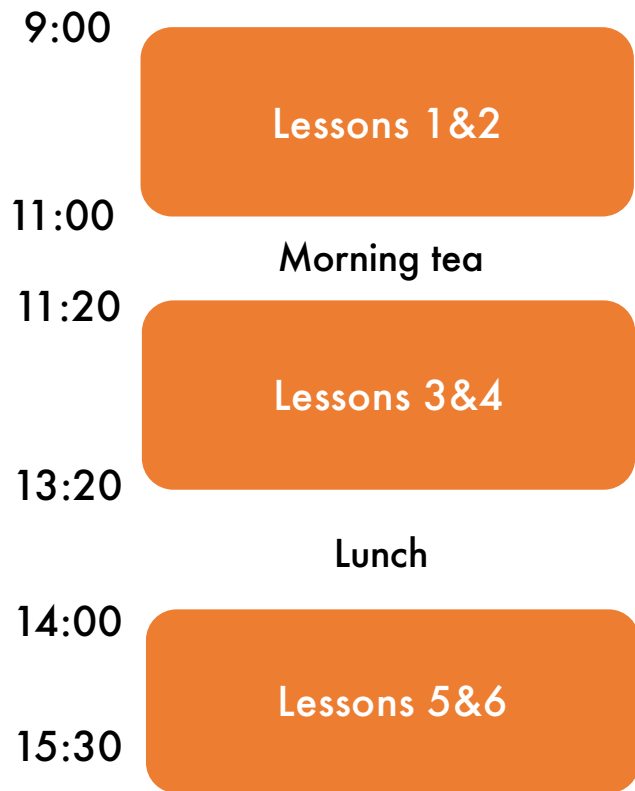 9:00
Lessons 1&2
11:00
Morning tea
11:20
Lessons 3&4
13:20
Lunch
14:00
Lessons 5&6
15:30